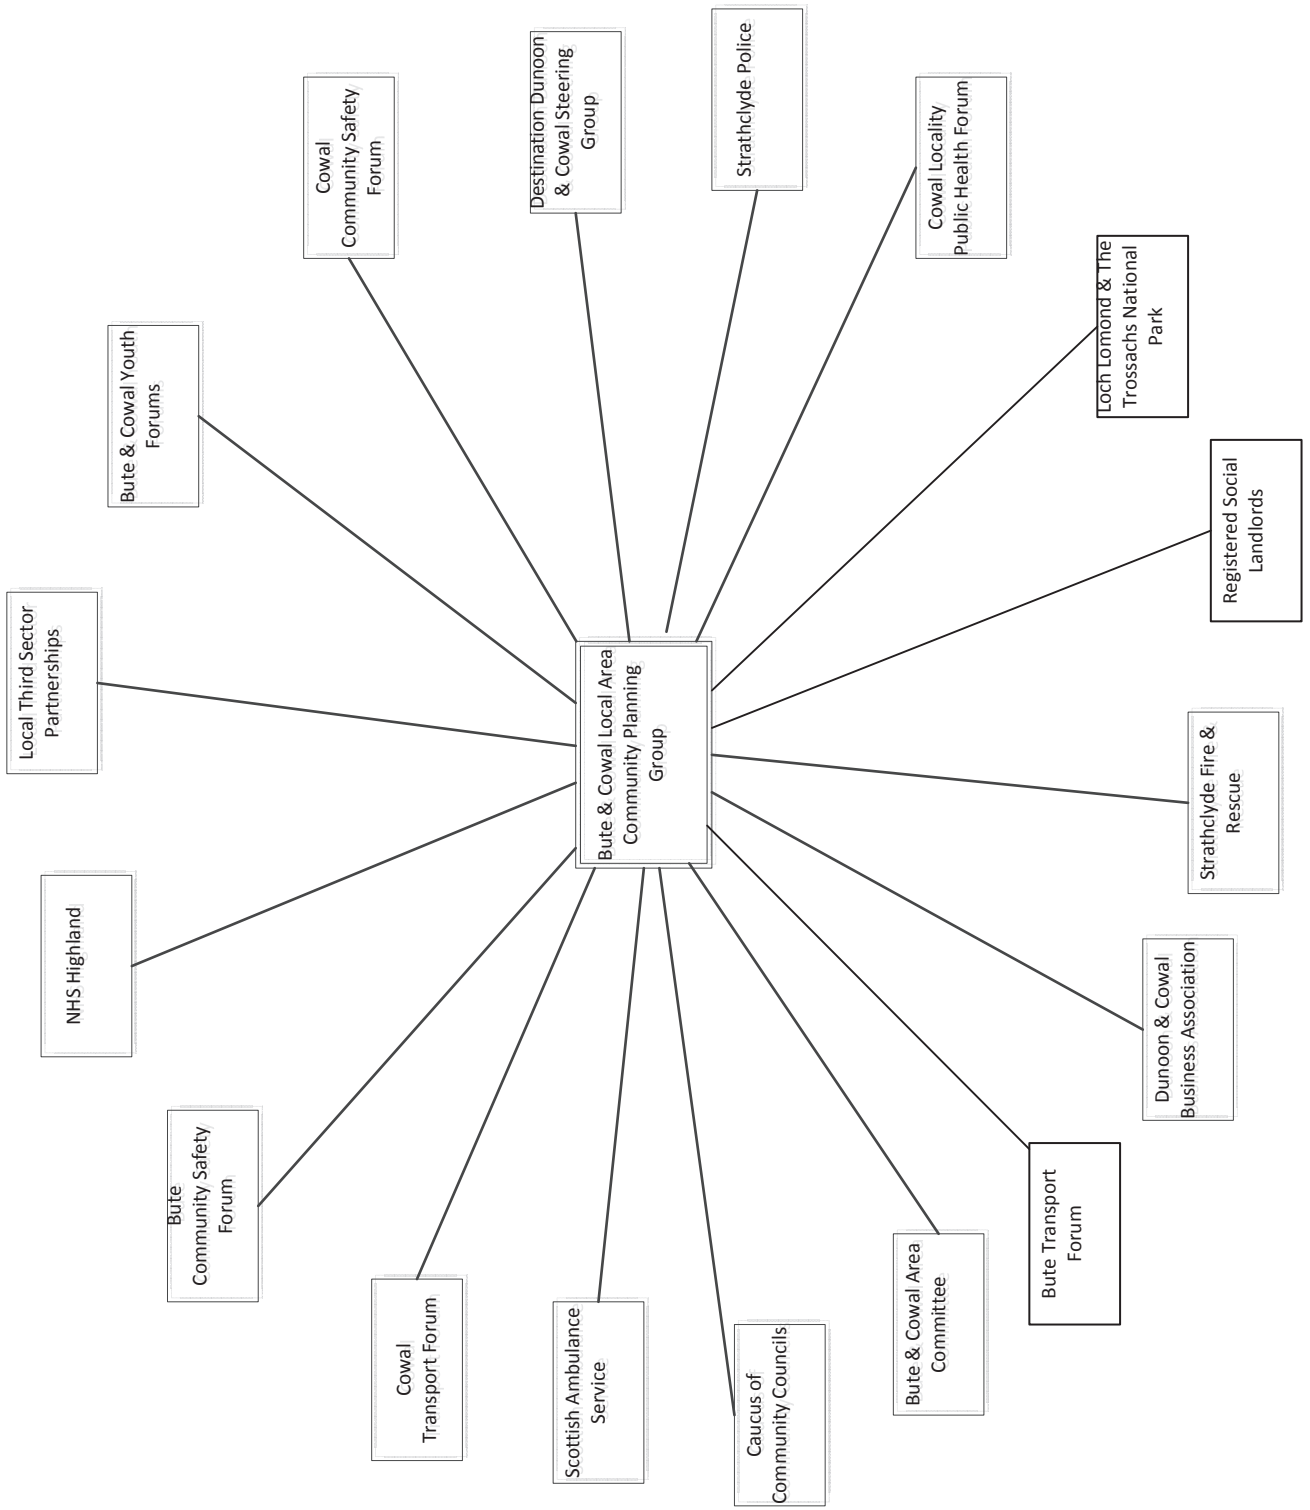 Local Third Sector
Partnerships
Bute & Cowal Youth
Forums
Cowal
Community Safety
Forum
Destination Dunoon
& Cowal Steering
Group
Strathclyde Police
Cowal Locality
Public Health Forum
Loch Lomond & The
Trossachs National
Park
Registered Social
Landlords
Strathclyde Fire &
Rescue
Dunoon & Cowal
Business Association
Bute Transport
Forum
Bute & Cowal Area
Committee
Caucus of
Community Councils
Scottish Ambulance
Service
Cowal
Transport Forum
Bute
Community Safety
Forum
NHS Highland
Bute & Cowal Local Area
Community Planning
Group